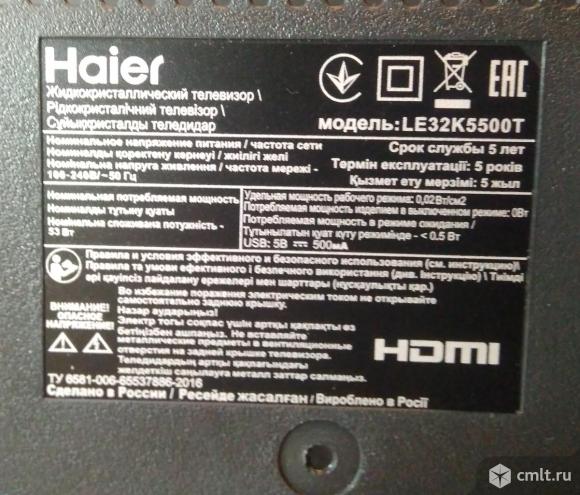 Haier
EAC
Жидкокристаллический телевизор \
Рідкокристалічний телевізор \
Сұйықкристалды теледидар
модель:LE32K5500T
Номинальное напряжение питания / частота сети
Номиналды қоректену кернеуі / жиілігі желі
Номінальна напруга живлення / частота мережі -
100-240В/~50 Гц
Срок службы 5 лет
Термін експлуатації: 5 років
Қызмет ету мерзімі: 5 жыл
Номинальная потребляемая мощность
Номиналды тұтыну қуаты
Номінальна споживана потужність -
53 Вт
Удельная мощность рабочего режима: 0,02Вт/см2
Потребляемая мощность изделием в выключенном режиме: 0Вт
Потребляемая мощность в режиме ожидания /
Тұтынылатын қуат күту режимінде - < 0.5 Вт
USB: 5В 500мА
Правила и условия эффективного и безопасного использования (см. инструкцию)\
Правила та умови ефективного і безпечного використання (див. Інструкцію) \ Тиімді
әрі қауіпсіз пайдалану ережелері мен шарттары (нұсқаулықты қар.)
ВНИМАНИЕ!
ОПАСНОЕ
НАПРЯЖЕНИЕ!
Во избежание поражения электрическим током не открывайте
самостоятельно заднюю крышку.
Назар аударыңыз!
Электр тогы соқпас үшін артқы қақпақты өз
бетіңізбен ашпаңыз. Не вставляйте
металлические предметы в вентиляционные
отверстия на задней крышке телевизора.
Теледидардың артқы қақпағындағы
желдеткіш саңылауға металл заттар салмаңыз.
HDMI
ТУ 6581-006-65537886-2016
Сделано в России / Ресейде жасалған / Вироблено в Росії
cmlt.ru